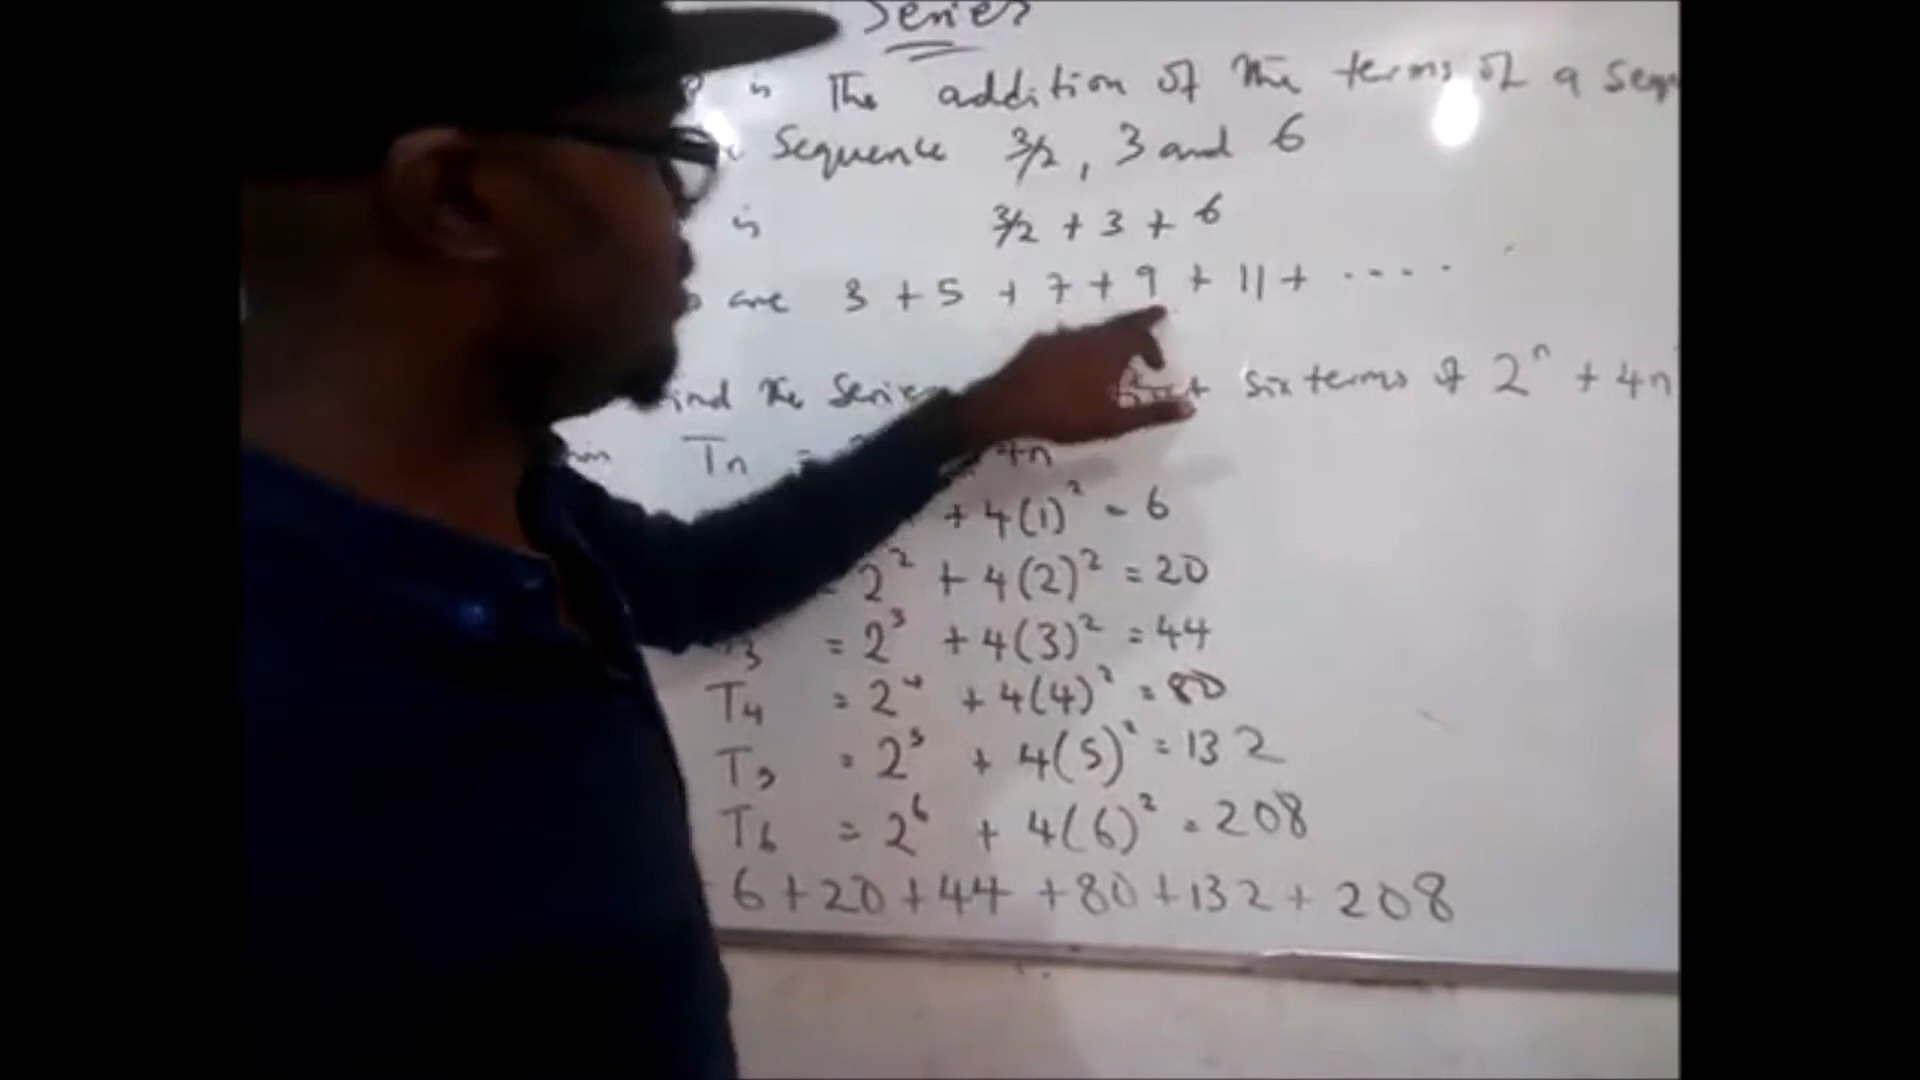 Series
is the addition of the terms of a
Sequence 3/2, 3 and 6
is 3/2 + 3 + 6
are 3 + 5 + 7 + 9 + 11 + ....
the six terms of 2ⁿ + 4n
Tn = 4n
+ 4(1)² = 6
= 2² + 4(2)² = 20
3 = 2³ + 4(3)² = 44
T4 = 2⁴ + 4(4)² = 80
T5 = 2⁵ + 4(5)² = 132
T6 = 2⁶ + 4(6)² = 208
6 + 20 + 44 + 80 + 132 + 208